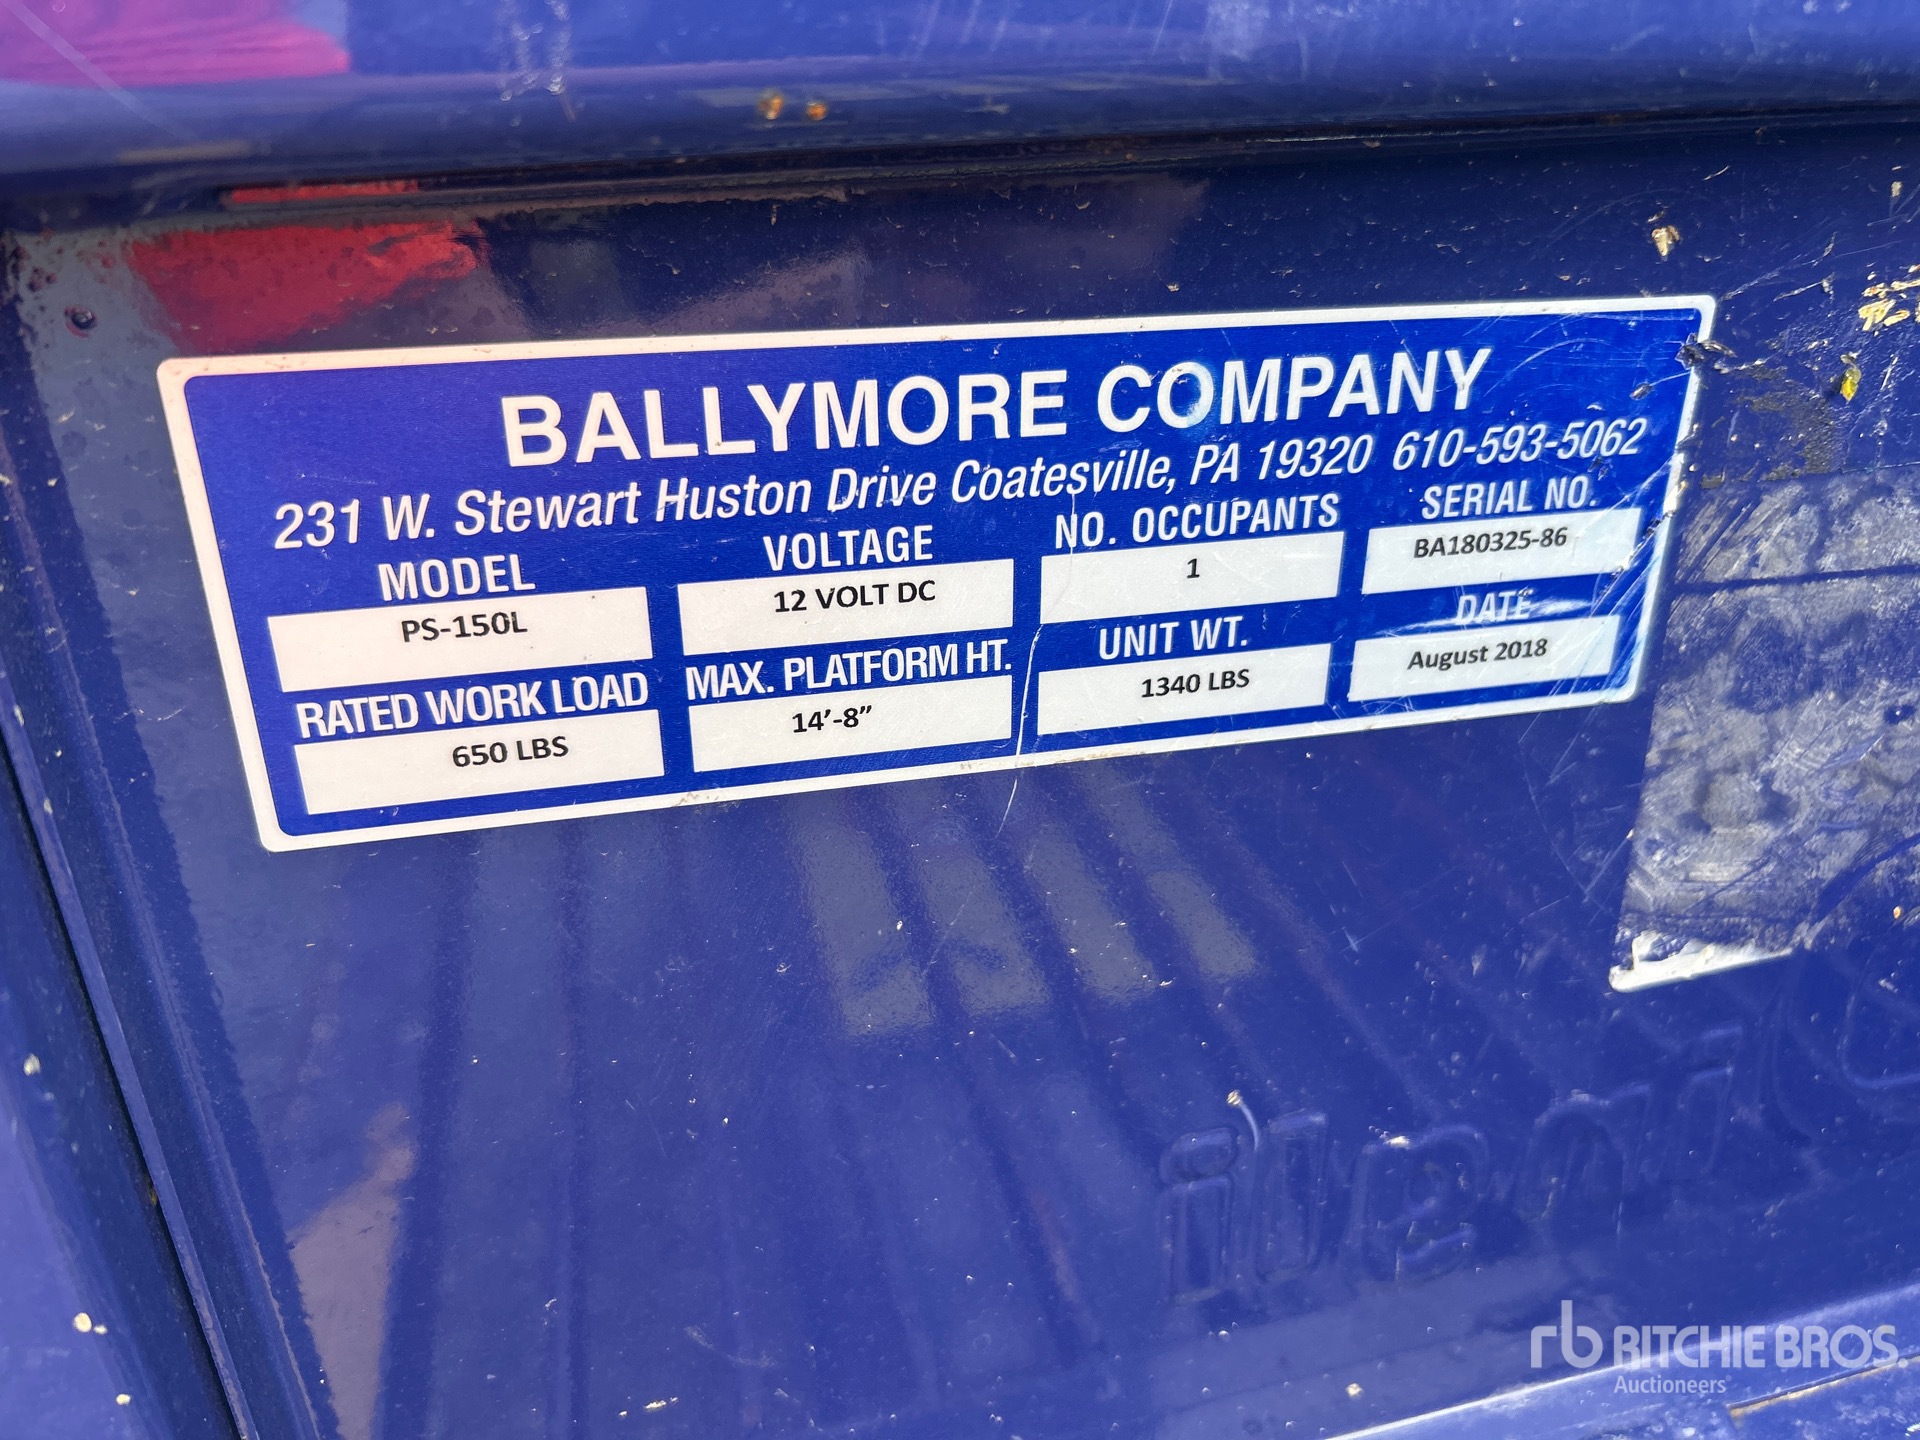 BALLYMORE COMPANY
231 W. Stewart Huston Drive Coatesville, PA 19320 610-593-5062
MODEL VOLTAGE NO. OCCUPANTS SERIAL NO.
PS-150L 12 VOLT DC 1 BA180325-86
RATED WORK LOAD MAX. PLATFORM HT. UNIT WT. DATE
650 LBS 14'-8" 1340 LBS August 2018
rb RITCHIE BROS.
Auctioneers